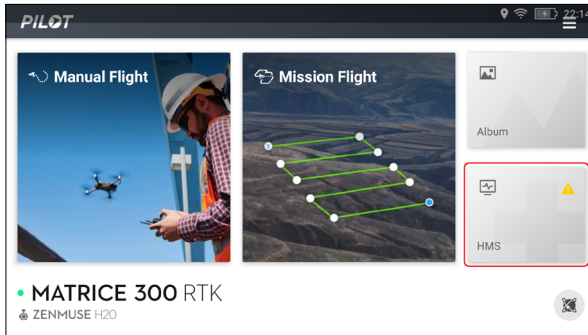 PILOT
22:14
Manual Flight
Mission Flight
Album
HMS
MATRICE 300 RTK
ZENMUSE H20